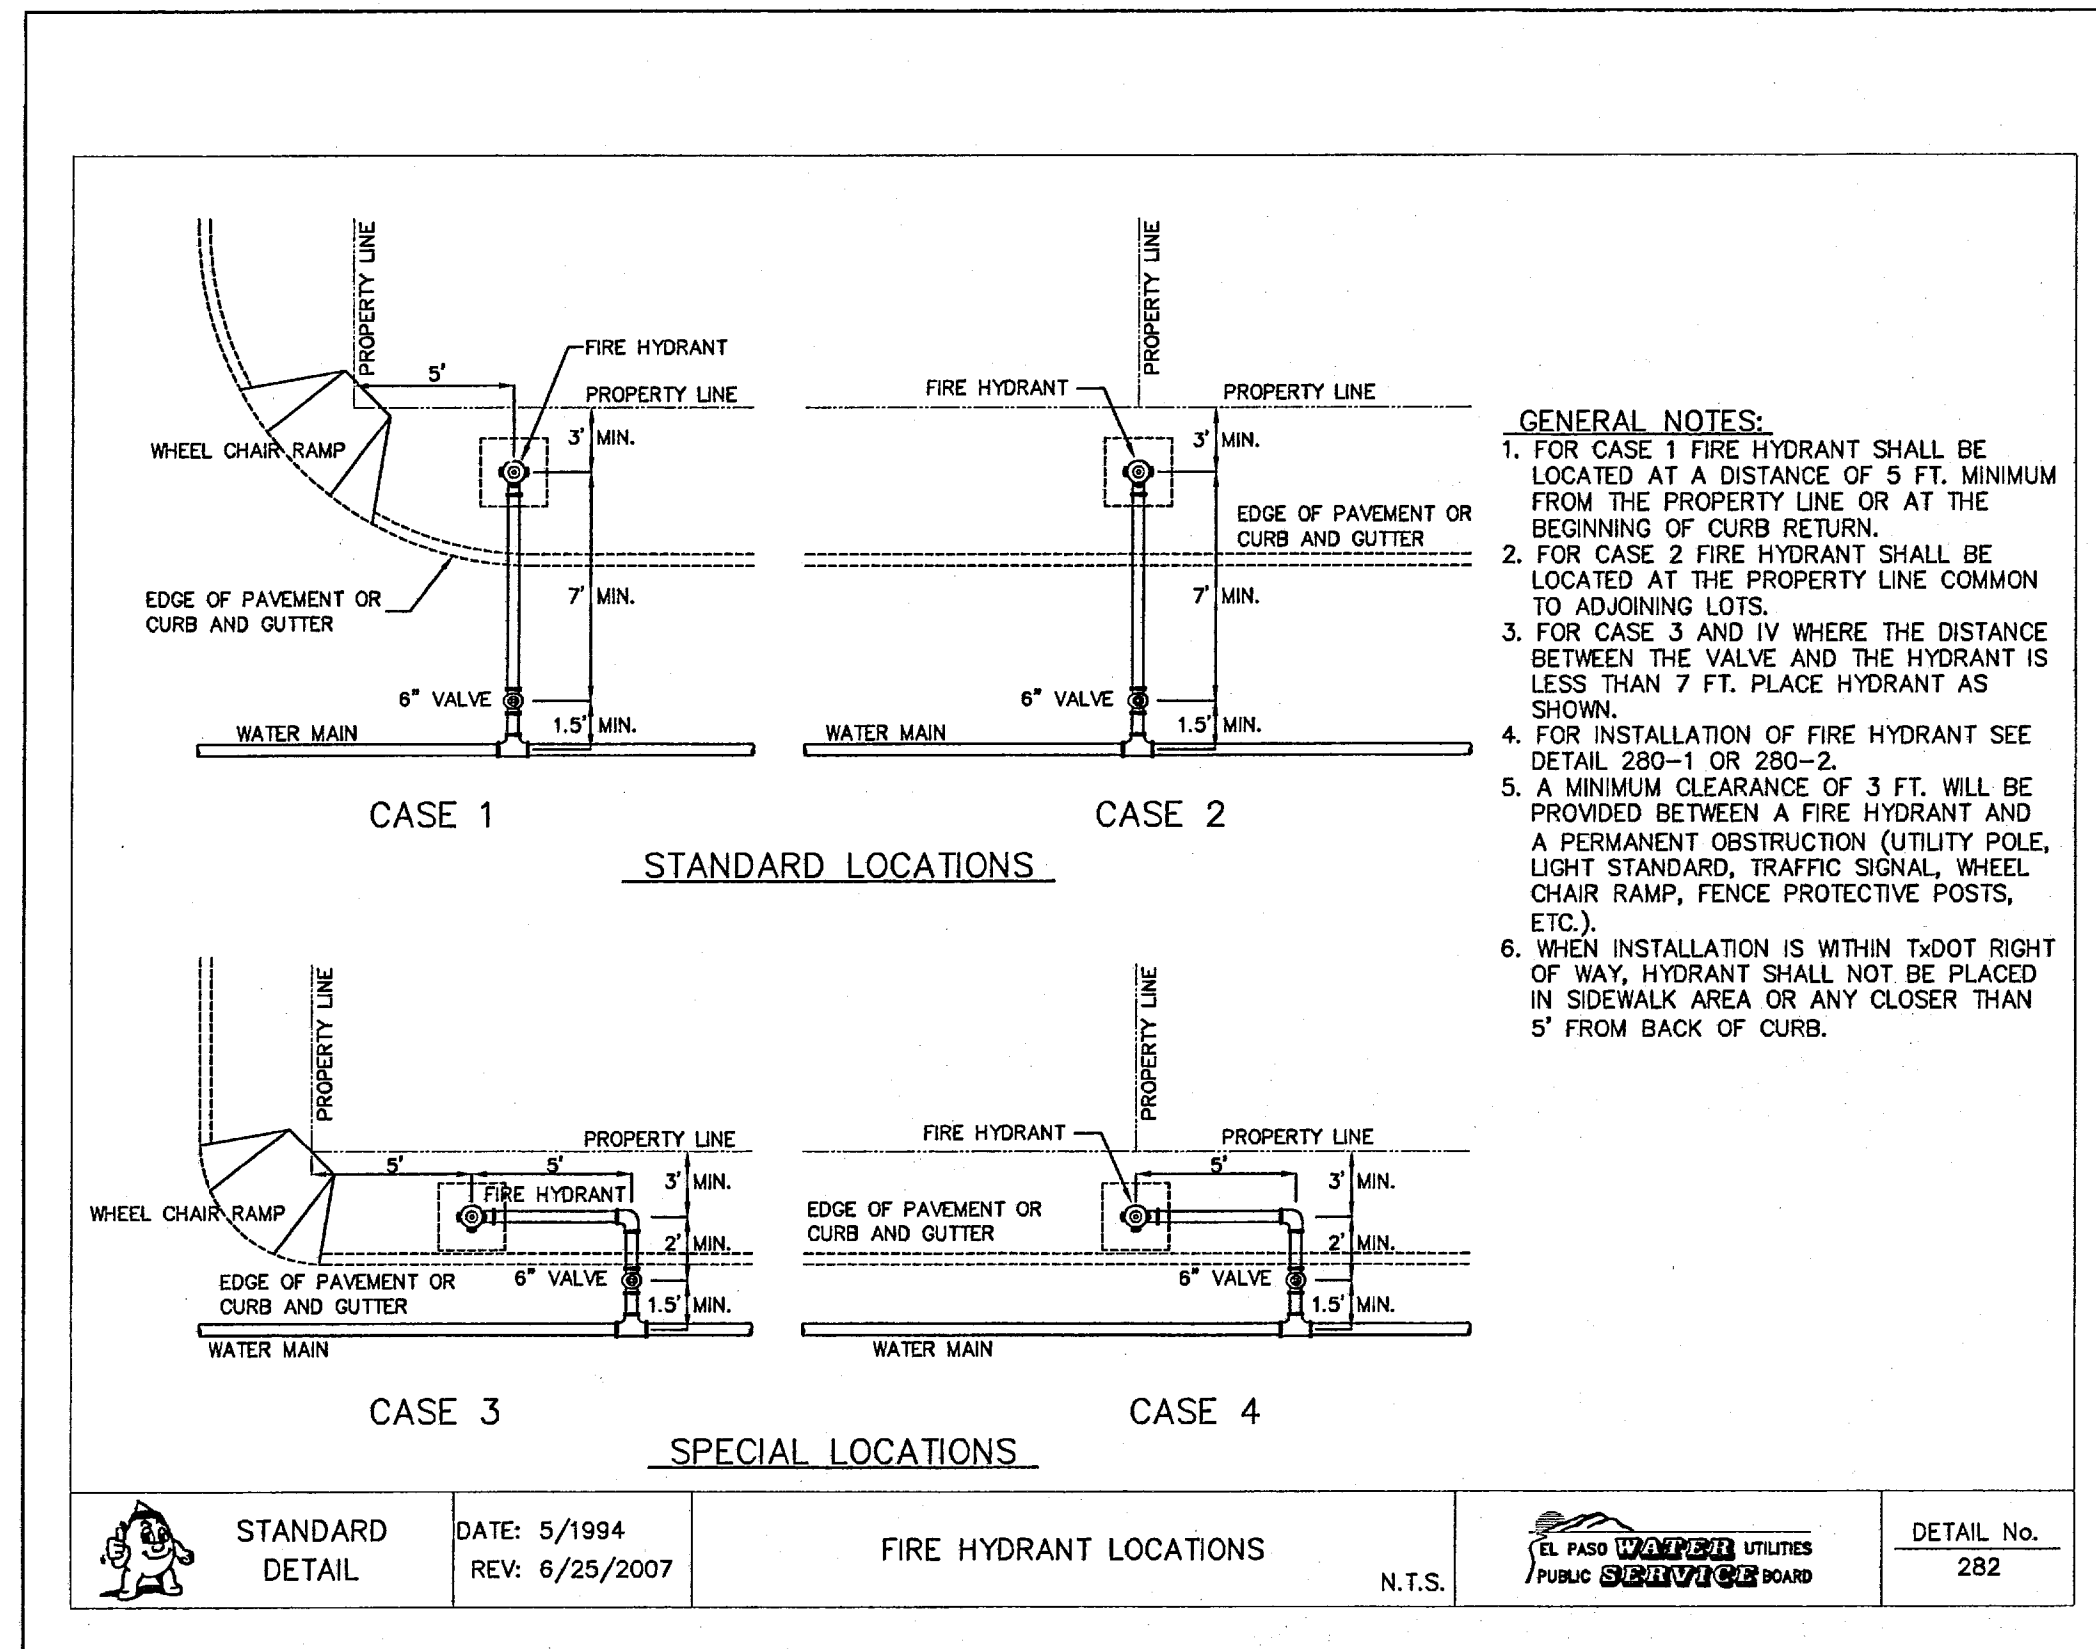 PROPERTY LINE
FIRE HYDRANT
5'
PROPERTY LINE
3' MIN.
WHEEL CHAIR RAMP
EDGE OF PAVEMENT OR
CURB AND GUTTER
7' MIN.
6" VALVE
1.5' MIN.
WATER MAIN
CASE 1
PROPERTY LINE
FIRE HYDRANT
PROPERTY LINE
3' MIN.
EDGE OF PAVEMENT OR
CURB AND GUTTER
7' MIN.
6" VALVE
1.5' MIN.
WATER MAIN
CASE 2
STANDARD LOCATIONS
PROPERTY LINE
PROPERTY LINE
5'
5'
3' MIN.
FIRE HYDRANT
WHEEL CHAIR RAMP
2' MIN.
EDGE OF PAVEMENT OR
CURB AND GUTTER
6" VALVE
1.5' MIN.
WATER MAIN
CASE 3
PROPERTY LINE
FIRE HYDRANT
PROPERTY LINE
5'
3' MIN.
EDGE OF PAVEMENT OR
CURB AND GUTTER
2' MIN.
6" VALVE
1.5' MIN.
WATER MAIN
CASE 4
SPECIAL LOCATIONS
GENERAL NOTES:
1. FOR CASE 1 FIRE HYDRANT SHALL BE
LOCATED AT A DISTANCE OF 5 FT. MINIMUM
FROM THE PROPERTY LINE OR AT THE
BEGINNING OF CURB RETURN.
2. FOR CASE 2 FIRE HYDRANT SHALL BE
LOCATED AT THE PROPERTY LINE COMMON
TO ADJOINING LOTS.
3. FOR CASE 3 AND IV WHERE THE DISTANCE
BETWEEN THE VALVE AND THE HYDRANT IS
LESS THAN 7 FT. PLACE HYDRANT AS
SHOWN.
4. FOR INSTALLATION OF FIRE HYDRANT SEE
DETAIL 280-1 OR 280-2.
5. A MINIMUM CLEARANCE OF 3 FT. WILL BE
PROVIDED BETWEEN A FIRE HYDRANT AND
A PERMANENT OBSTRUCTION (UTILITY POLE,
LIGHT STANDARD, TRAFFIC SIGNAL, WHEEL
CHAIR RAMP, FENCE PROTECTIVE POSTS,
ETC.).
6. WHEN INSTALLATION IS WITHIN TxDOT RIGHT
OF WAY, HYDRANT SHALL NOT BE PLACED
IN SIDEWALK AREA OR ANY CLOSER THAN
5' FROM BACK OF CURB.
STANDARD
DETAIL
DATE: 5/1994
REV: 6/25/2007
FIRE HYDRANT LOCATIONS
N.T.S.
EL PASO WATER UTILITIES
PUBLIC SERVICE BOARD
DETAIL No.
282